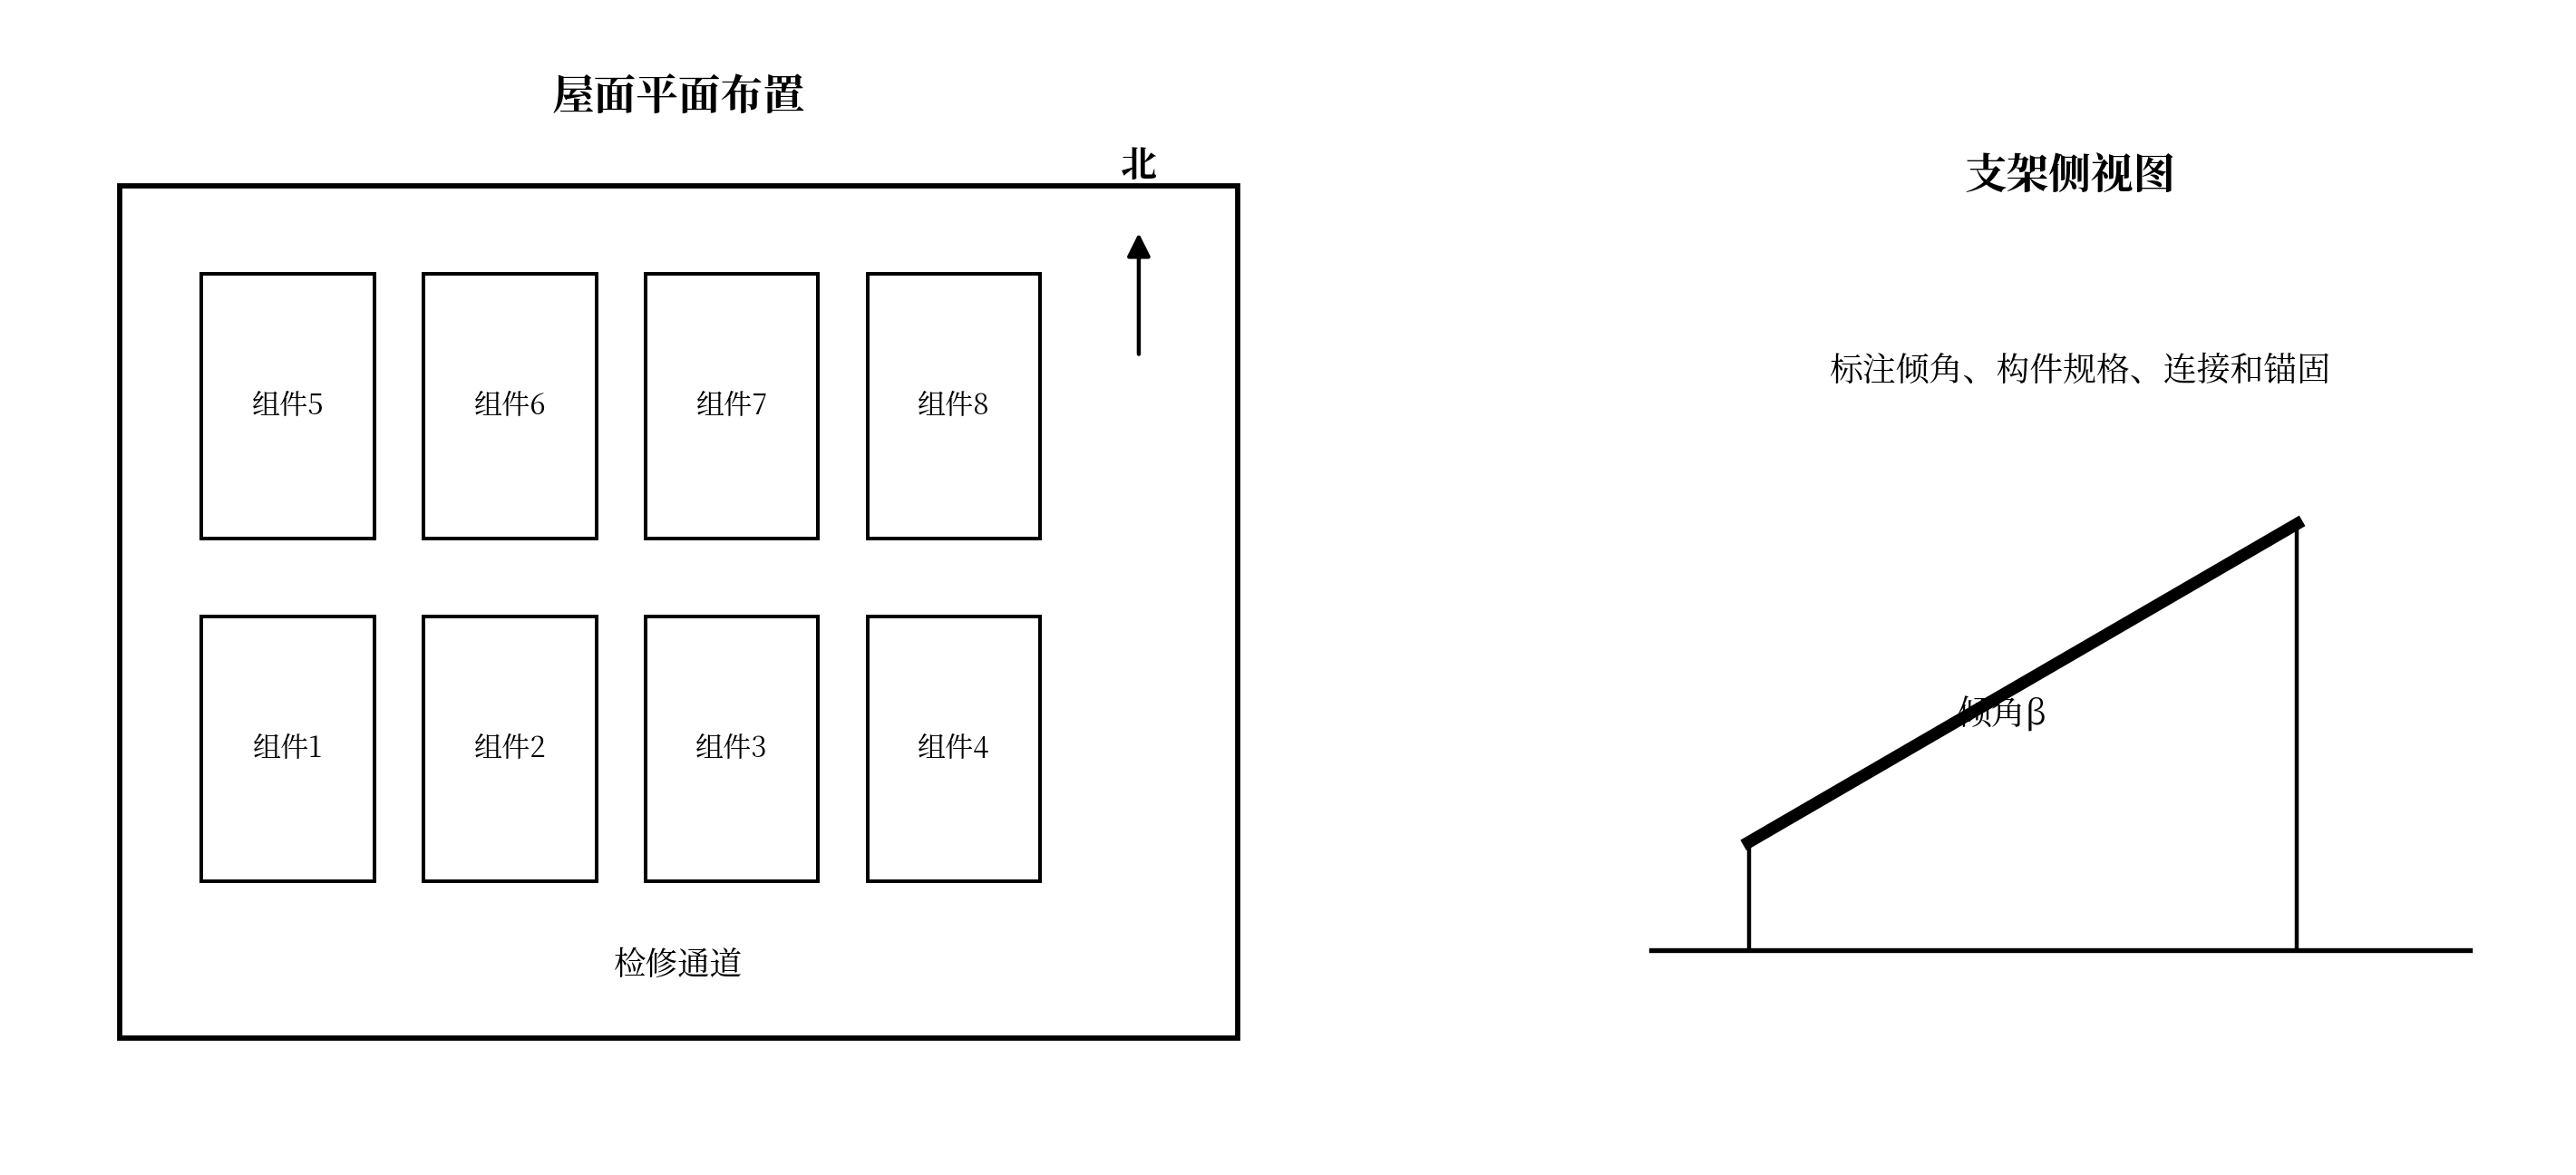 屋面平面布置
北
组件5
组件6
组件7
组件8
组件1
组件2
组件3
组件4
检修通道
支架侧视图
标注倾角、构件规格、连接和锚固
倾角β